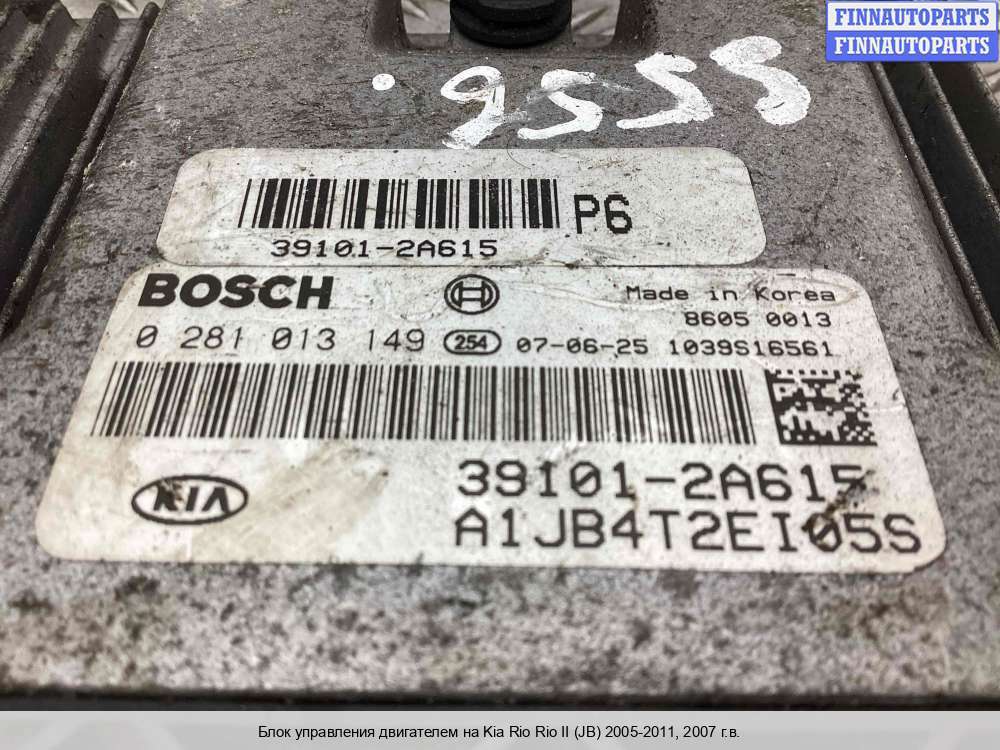 FINNAUTOPARTS
FINNAUTOPARTS
9556
P6
39101-2A615
BOSCH
Made in Korea
8605 0013
0 281 013 149 254 07-06-25 1039S16561
KIA
39101-2A615
A1JB4T2EI05S
Блок управления двигателем на Kia Rio Rio II (JB) 2005-2011, 2007 г.в.